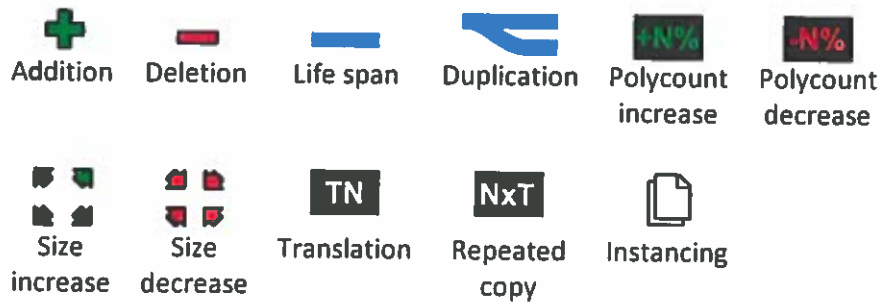 +N% -N%
Addition Deletion Life span Duplication Polycount Polycount
increase decrease
TN NxT
Size Size Translation Repeated Instancing
increase decrease copy